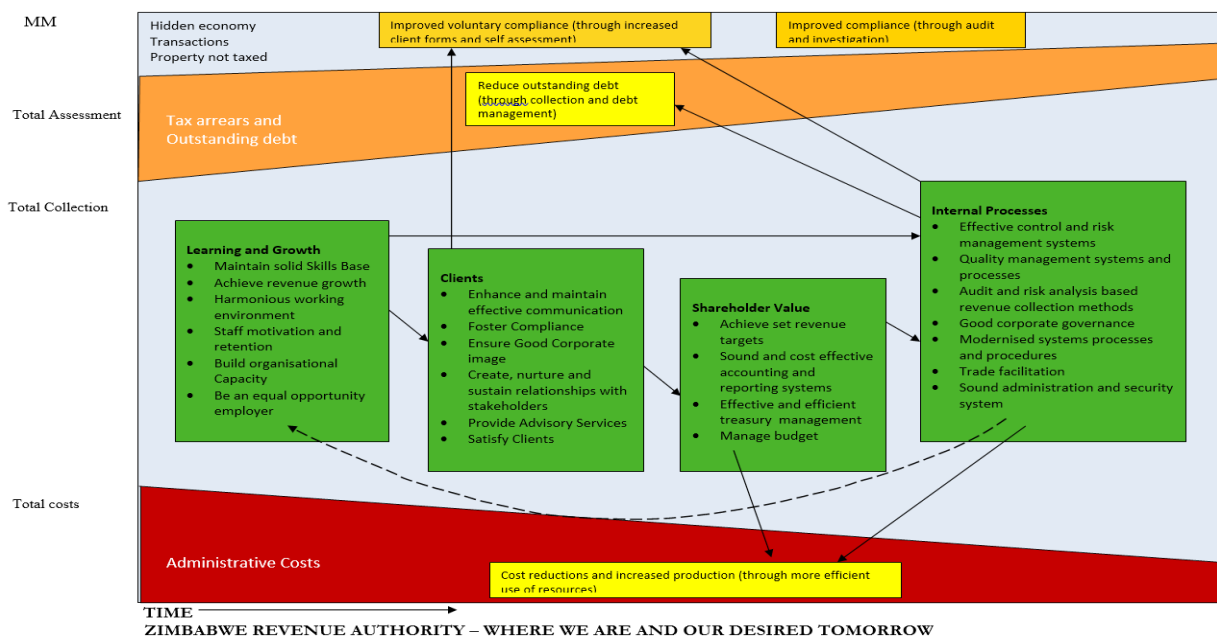 MM
Hidden economy
Transactions
Property not taxed
Improved voluntary compliance (through increased
client forms and self assessment)
Improved compliance (through audit
and investigation)
Total Assessment
Tax arrears and
Outstanding debt
Reduce outstanding debt
(through collection and debt
management)
Total Collection
Learning and Growth
• Maintain solid Skills Base
• Achieve revenue growth
• Harmonious working
environment
• Staff motivation and
retention
• Build organisational
Capacity
• Be an equal opportunity
employer
Clients
• Enhance and maintain
effective communication
• Foster Compliance
• Ensure Good Corporate
image
• Create, nurture and
sustain relationships with
stakeholders
• Provide Advisory Services
• Satisfy Clients
Shareholder Value
• Achieve set revenue
targets
• Sound and cost effective
accounting and
reporting systems
• Effective and efficient
treasury management
• Manage budget
Internal Processes
• Effective control and risk
management systems
• Quality management systems and
processes
• Audit and risk analysis based
revenue collection methods
• Good corporate governance
• Modernised systems processes
and procedures
• Trade facilitation
• Sound administration and security
system
Total costs
Administrative Costs
Cost reductions and increased production (through more efficient
use of resources)
TIME
ZIMBABWE REVENUE AUTHORITY – WHERE WE ARE AND OUR DESIRED TOMORROW